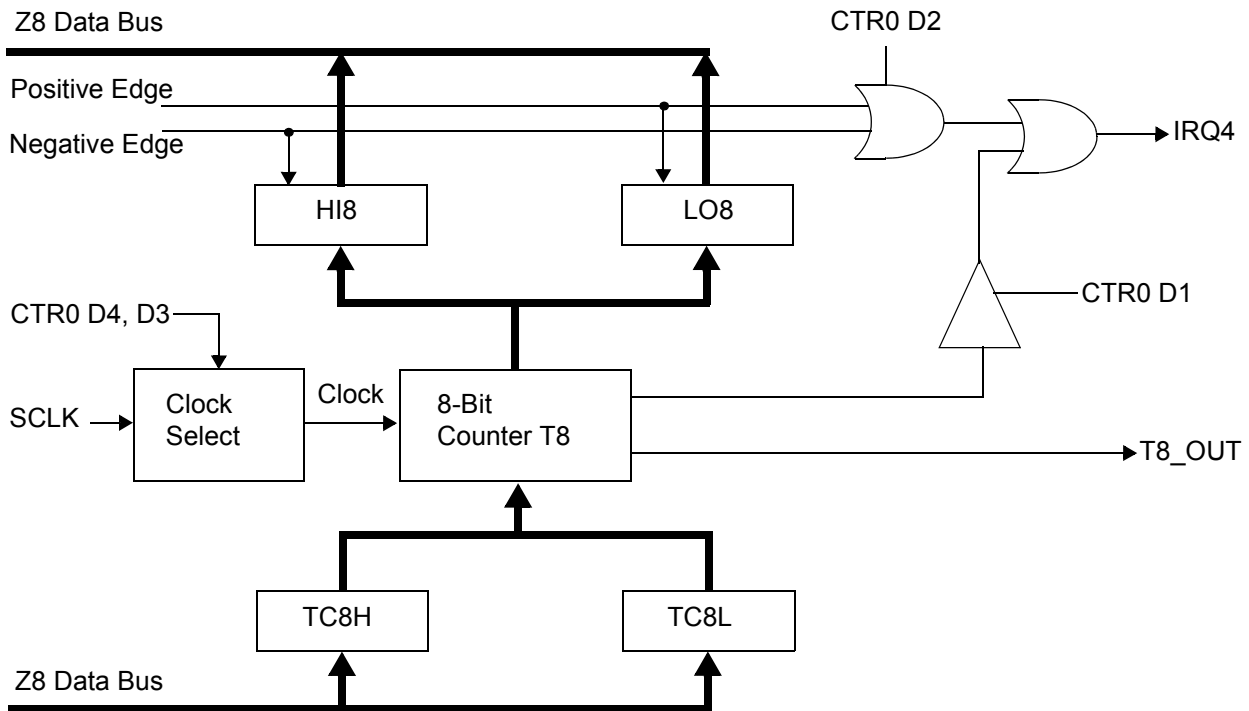 Z8 Data Bus
CTR0 D2
Positive Edge
Negative Edge
IRQ4
HI8
LO8
CTR0 D4, D3
CTR0 D1
SCLK
Clock
Select
Clock
8-Bit
Counter T8
T8_OUT
TC8H
TC8L
Z8 Data Bus